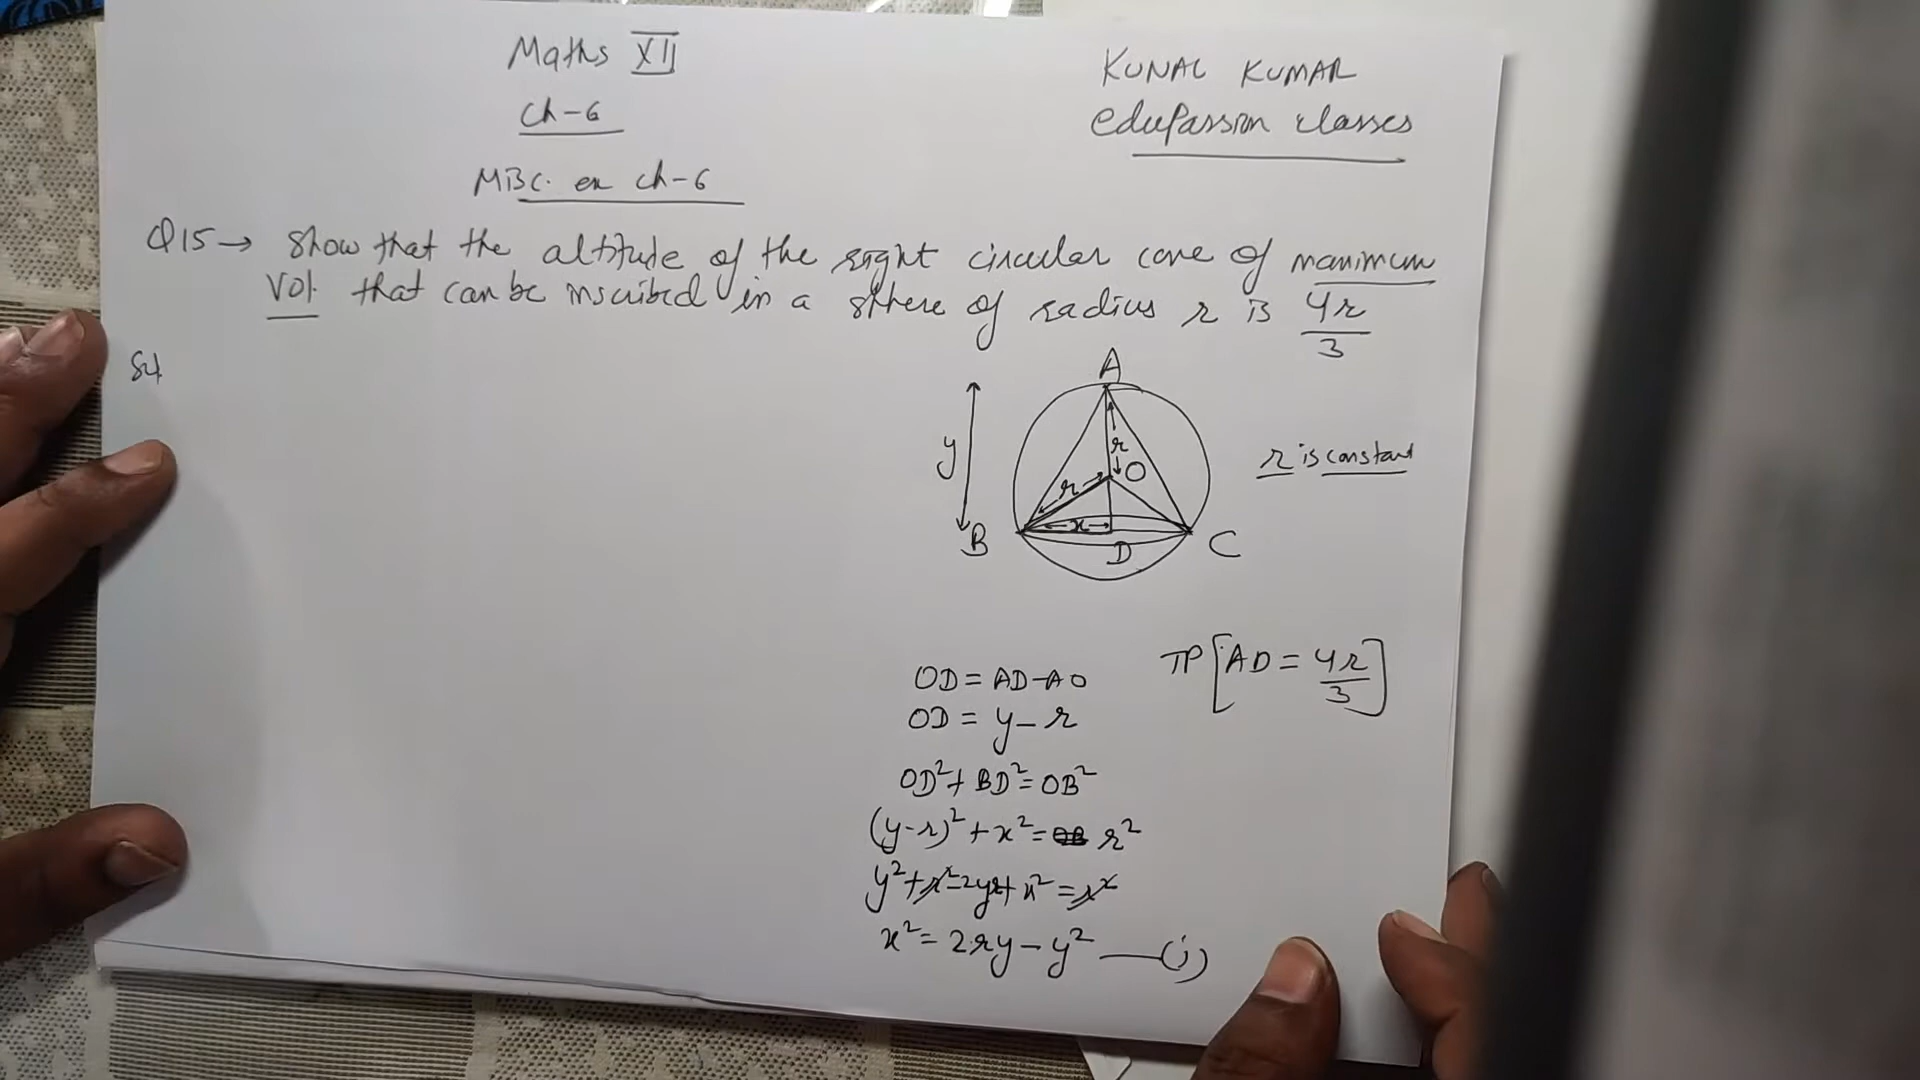 Maths XII
Ch-6
KUNAL KUMAR
eduPassion classes
Misc. ex ch-6
Q15→ Show that the altitude of the right circular cone of maximum
Vol. that can be inscribed in a sphere of radius r is 4r/3
Sol.
A
y
r
O
r
x
B
D
C
r is constant
OD = AD-AO
TP [AD = 4r/3]
OD = y - r
OD²+ BD² = OB²
(y-r)² + x² = r²
y²+r²-2yr+x² = r²
x² = 2ry - y² —(i)